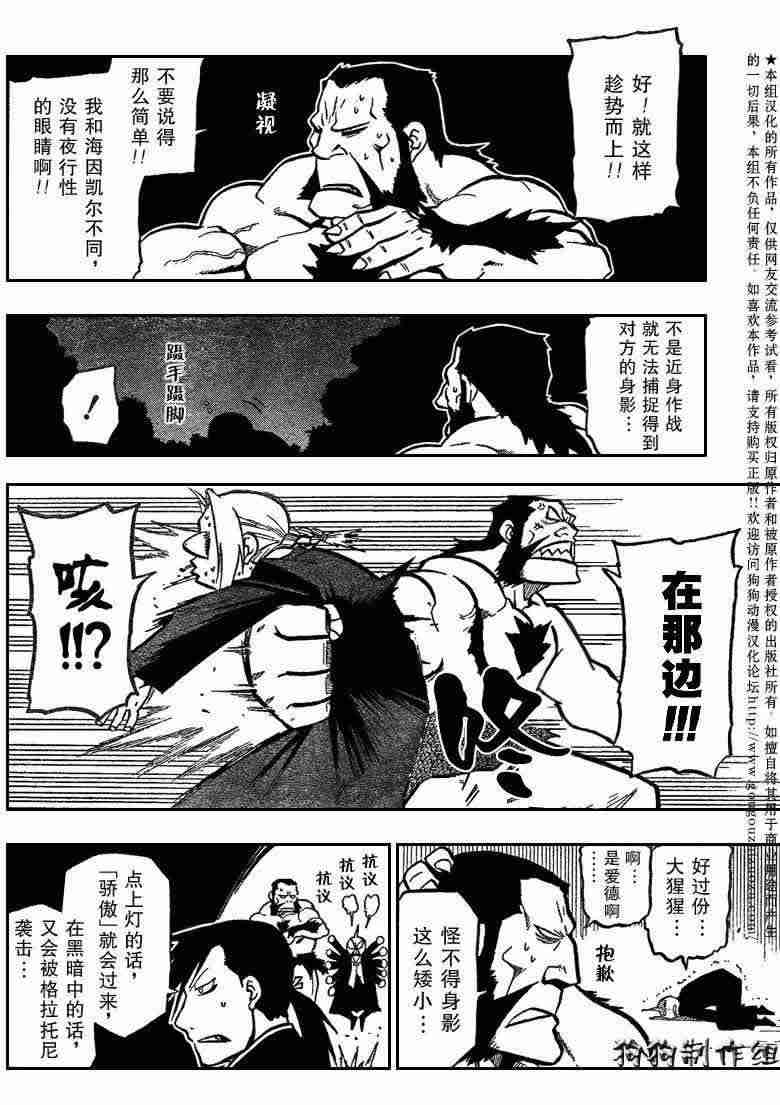 好！就这样
趁势而上！！
凝视
不要说得
那么简单！！
我和海因凯尔不同，
没有夜行性
的眼睛啊！！
不是近身作战
就无法捕捉得到
对方的身影…
蹑手蹑脚
！
在那边！！！
咚
咳！！？
好过份…
大猩猩…
啊…
是爱德啊
……
抱歉
怪不得身影
这么矮小…
抗议
抗议
抗议
点上灯的话，
「骄傲」就会过来，
在黑暗中的话，
又会被格拉托尼
袭击…
★本组汉化的所有作品，仅供网友交流参考试看，所有版权归原作者和被原作者授权的出版社所有。如擅自将其用于商业
的一切后果，本组不负任何责任。如喜欢本作品，请支持购买正版！！欢迎访问狗狗动漫汉化论坛
狗狗制作组